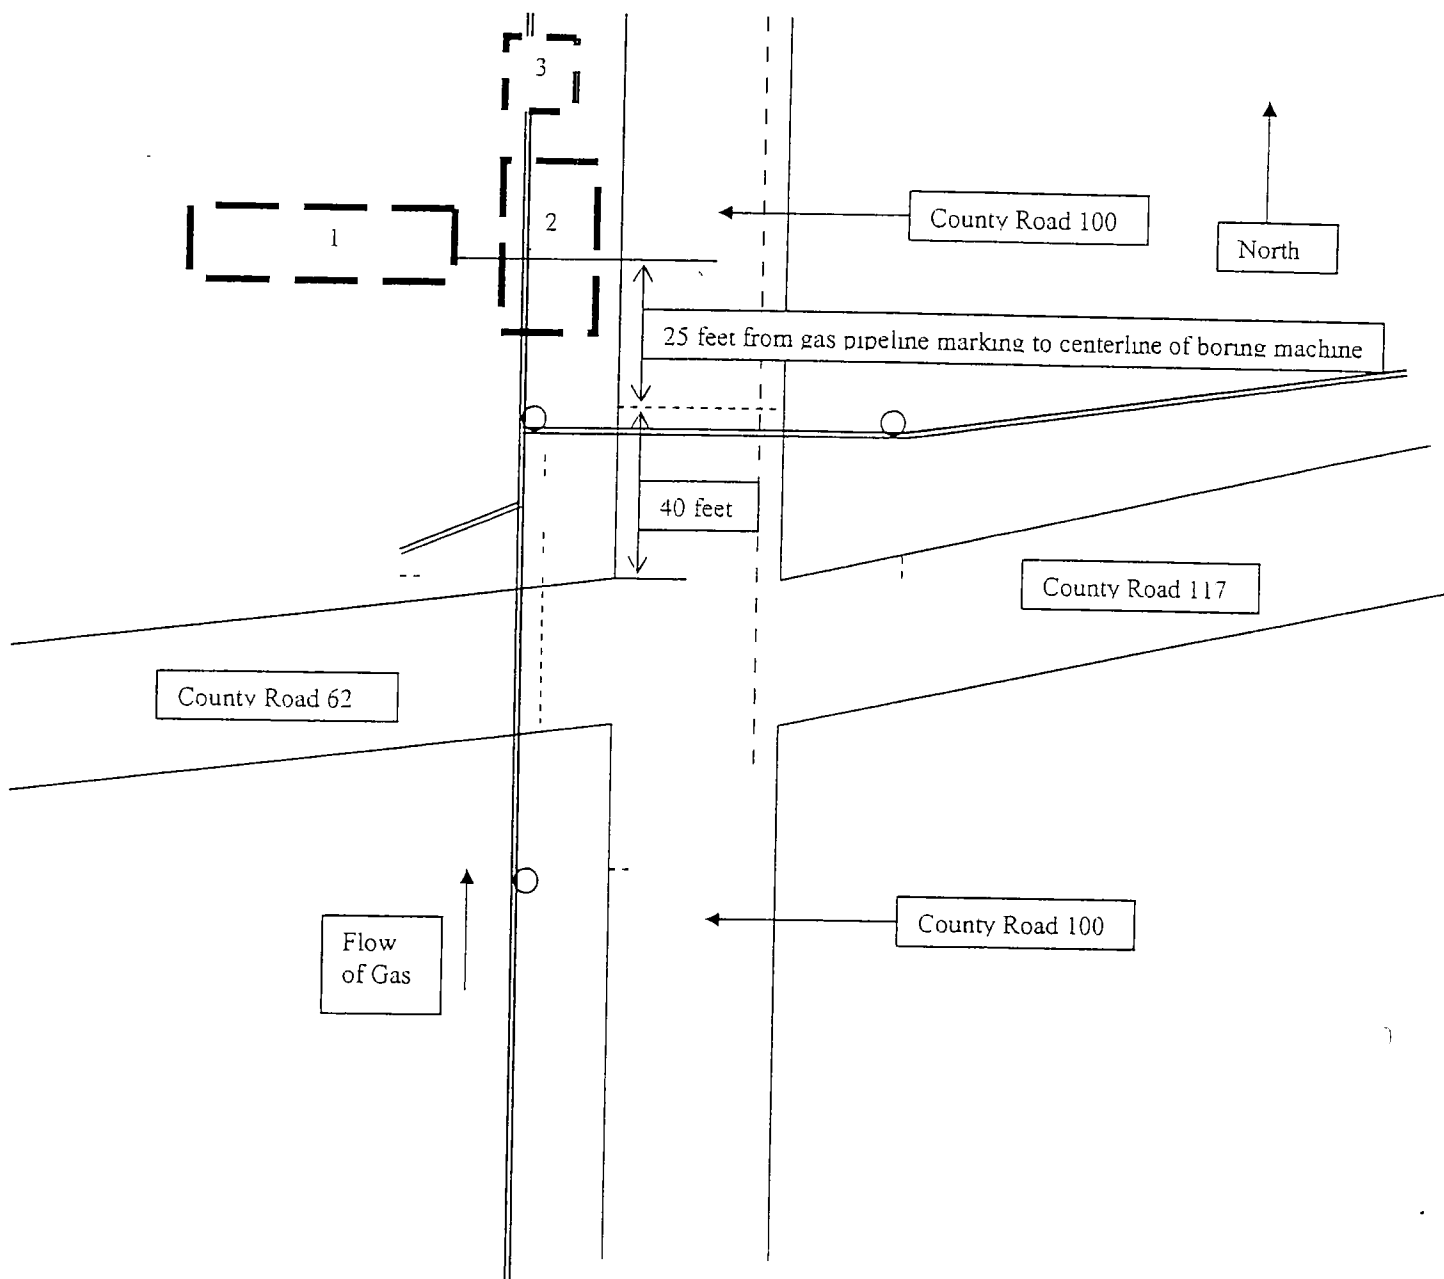 3
2
1
County Road 100
North
25 feet from gas pipeline marking to centerline of boring machine
40 feet
County Road 117
County Road 62
County Road 100
Flow
of Gas